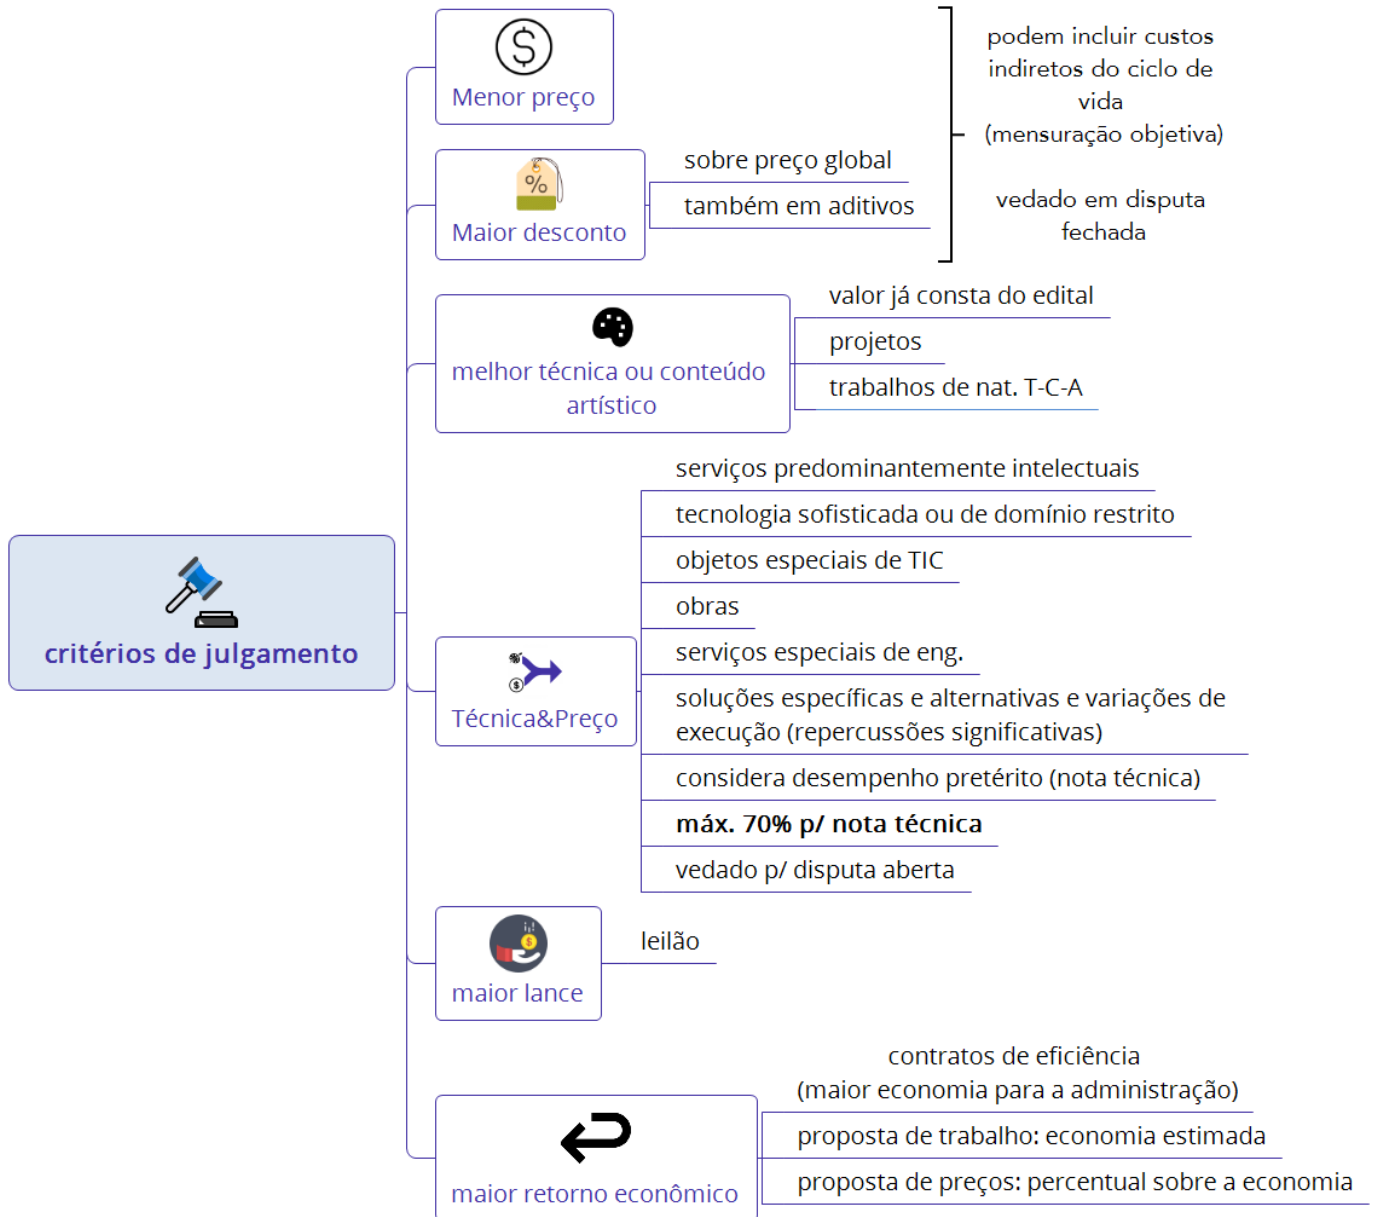 critérios de julgamento
$
Menor preço
%
Maior desconto
sobre preço global
também em aditivos
podem incluir custos
indiretos do ciclo de
vida
(mensuração objetiva)
vedado em disputa
fechada
melhor técnica ou conteúdo
artístico
valor já consta do edital
projetos
trabalhos de nat. T-C-A
$
Técnica&Preço
serviços predominantemente intelectuais
tecnologia sofisticada ou de domínio restrito
objetos especiais de TIC
obras
serviços especiais de eng.
soluções específicas e alternativas e variações de
execução (repercussões significativas)
considera desempenho pretérito (nota técnica)
máx. 70% p/ nota técnica
vedado p/ disputa aberta
$
maior lance
leilão
maior retorno econômico
contratos de eficiência
(maior economia para a administração)
proposta de trabalho: economia estimada
proposta de preços: percentual sobre a economia